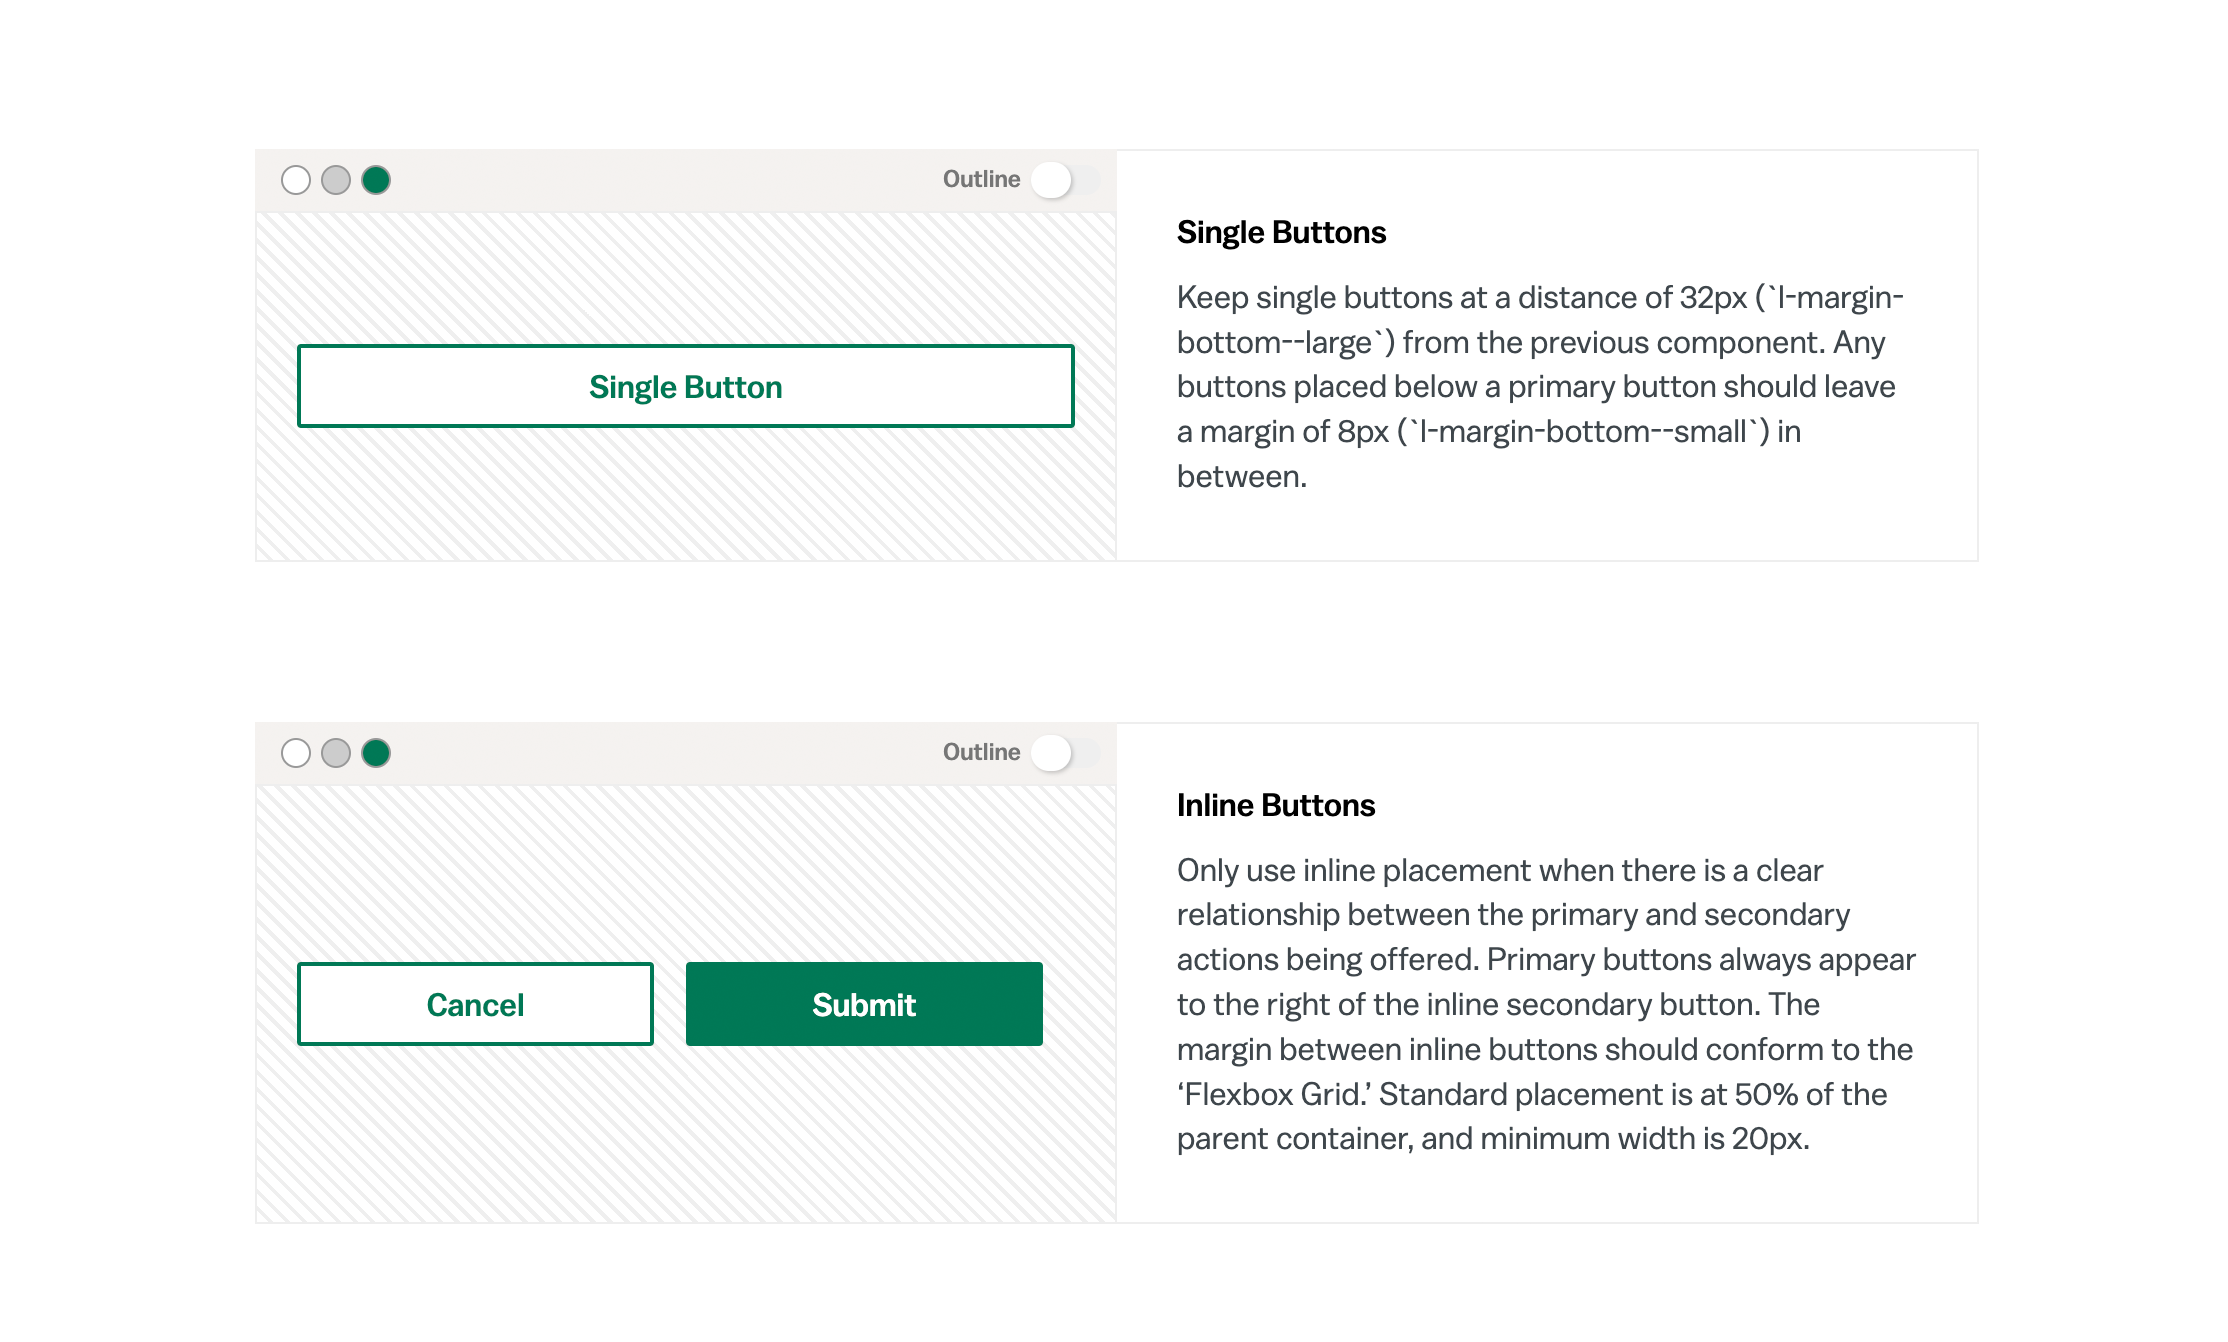 Outline
Single Button
Single Buttons
Keep single buttons at a distance of 32px (`l-margin-
bottom--large`) from the previous component. Any
buttons placed below a primary button should leave
a margin of 8px (`l-margin-bottom--small`) in
between.
Outline
Cancel
Submit
Inline Buttons
Only use inline placement when there is a clear
relationship between the primary and secondary
actions being offered. Primary buttons always appear
to the right of the inline secondary button. The
margin between inline buttons should conform to the
‘Flexbox Grid.’ Standard placement is at 50% of the
parent container, and minimum width is 20px.